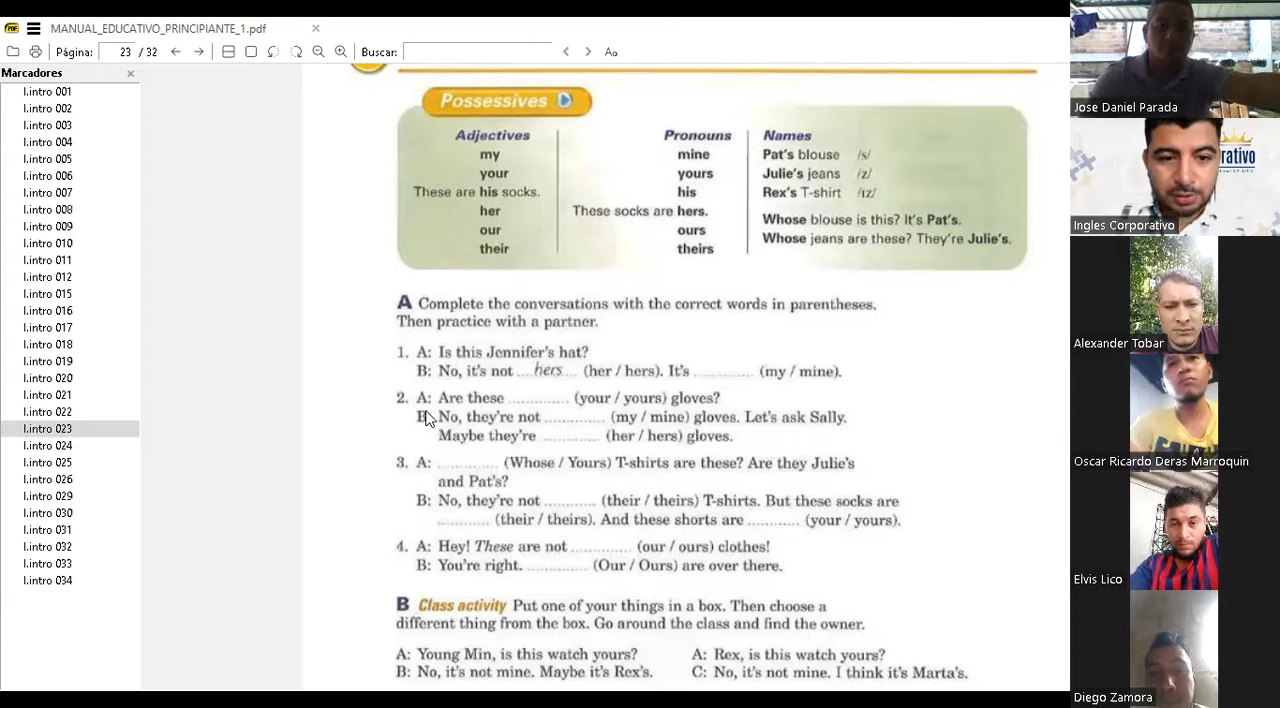 MANUAL_EDUCATIVO_PRINCIPIANTE_1.pdf
Página: 23 / 32 Buscar: Aa
Marcadores
I.intro 001
I.intro 002
I.intro 003
I.intro 004
I.intro 005
I.intro 006
I.intro 007
I.intro 008
I.intro 009
I.intro 010
I.intro 011
I.intro 012
I.intro 015
I.intro 016
I.intro 017
I.intro 018
I.intro 019
I.intro 020
I.intro 021
I.intro 022
I.intro 023
I.intro 024
I.intro 025
I.intro 026
I.intro 029
I.intro 030
I.intro 031
I.intro 032
I.intro 033
I.intro 034
Possessives
Adjectives Pronouns Names
my mine Pat's blouse /s/
your yours Julie's jeans /z/
These are his socks. his Rex's T-shirt /ɪz/
her These socks are hers.
our ours Whose blouse is this? It's Pat's.
their theirs Whose jeans are these? They're Julie's.
A Complete the conversations with the correct words in parentheses.
Then practice with a partner.
1. A: Is this Jennifer's hat?
B: No, it's not hers (her / hers). It's ............ (my / mine).
2. A: Are these ............ (your / yours) gloves?
B: No, they're not ............ (my / mine) gloves. Let's ask Sally.
Maybe they're ............ (her / hers) gloves.
3. A: ............ (Whose / Yours) T-shirts are these? Are they Julie's
and Pat's?
B: No, they're not ............ (their / theirs) T-shirts. But these socks are
............ (their / theirs). And these shorts are ............ (your / yours).
4. A: Hey! These are not ............ (our / ours) clothes!
B: You're right. ............ (Our / Ours) are over there.
B Class activity Put one of your things in a box. Then choose a
different thing from the box. Go around the class and find the owner.
A: Young Min, is this watch yours? A: Rex, is this watch yours?
B: No, it's not mine. Maybe it's Rex's. C: No, it's not mine. I think it's Marta's.
Jose Daniel Parada
orativo
Ingles Corporativo
Alexander Tobar
Oscar Ricardo Deras Marroquin
Elvis Lico
Diego Zamora